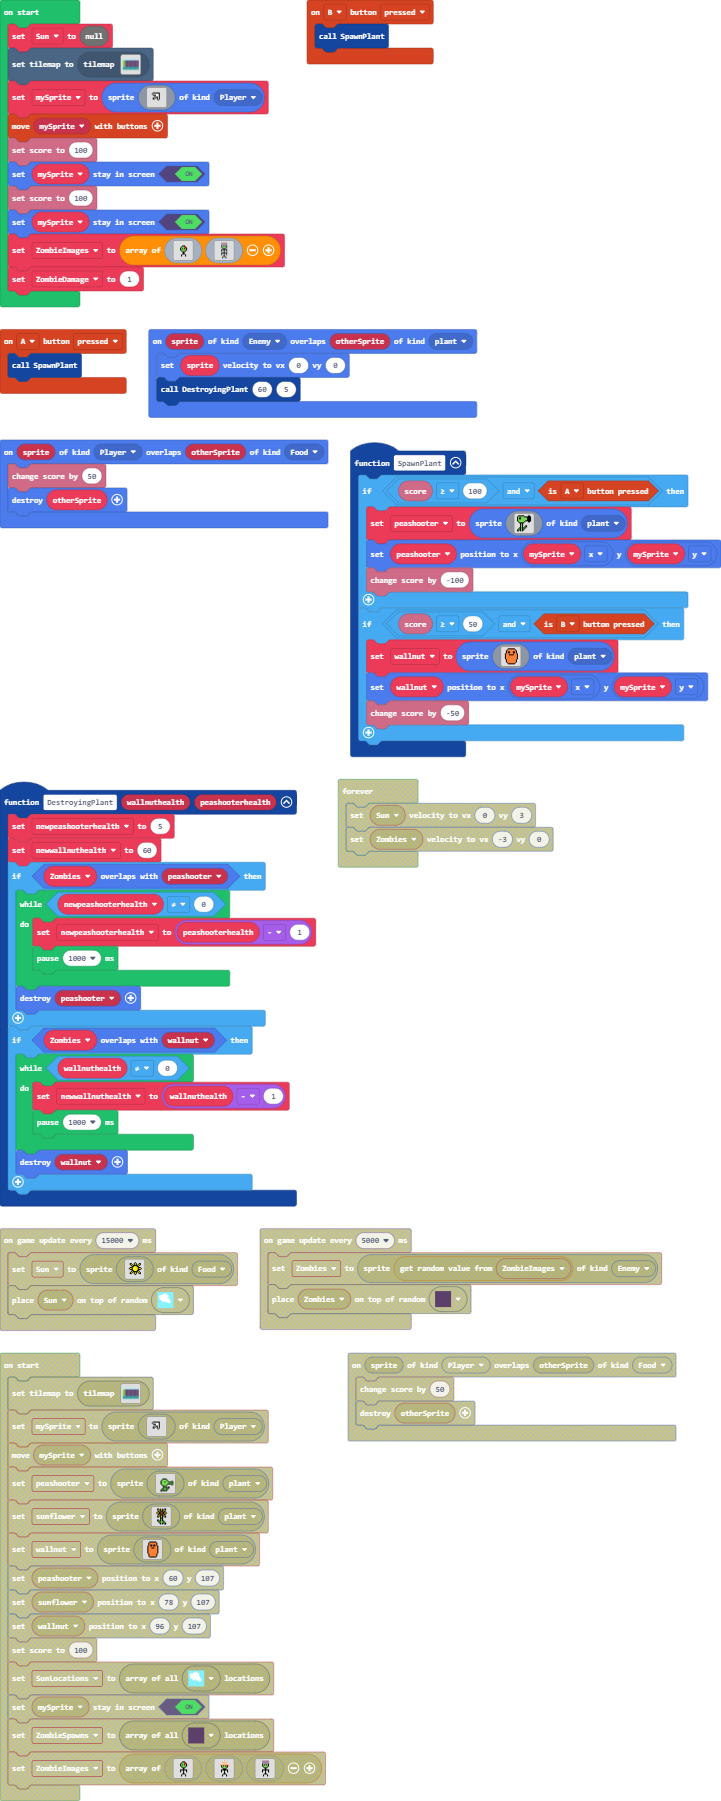 on start
set Sun to null
set tilemap to tilemap
set mySprite to sprite of kind Player
move mySprite with buttons
set score to 100
set mySprite stay in screen ON
set score to 100
set mySprite stay in screen ON
set ZombieImages to array of
set ZombieDamage to 1
on B button pressed
call SpawnPlant
on A button pressed
call SpawnPlant
on sprite of kind Enemy overlaps otherSprite of kind plant
set sprite velocity to vx 0 vy 0
call DestroyingPlant 60 5
on sprite of kind Player overlaps otherSprite of kind Food
change score by 50
destroy otherSprite
function SpawnPlant
if score ≥ 100 and is A button pressed then
set peashooter to sprite of kind plant
set peashooter position to x mySprite x y mySprite y
change score by -100
if score ≥ 50 and is B button pressed then
set wallnut to sprite of kind plant
set wallnut position to x mySprite x y mySprite y
change score by -50
function DestroyingPlant wallnuthealth peashooterhealth
set newpeashooterhealth to 5
set newwallnuthealth to 60
if Zombies overlaps with peashooter then
while newpeashooterhealth ≠ 0
do
set newpeashooterhealth to peashooterhealth - 1
pause 1000 ms
destroy peashooter
if Zombies overlaps with wallnut then
while wallnuthealth ≠ 0
do
set newwallnuthealth to wallnuthealth - 1
pause 1000 ms
destroy wallnut
forever
set Sun velocity to vx 0 vy 3
set Zombies velocity to vx -3 vy 0
on game update every 15000 ms
set Sun to sprite of kind Food
place Sun on top of random
on game update every 5000 ms
set Zombies to sprite get random value from ZombieImages of kind Enemy
place Zombies on top of random
on start
set tilemap to tilemap
set mySprite to sprite of kind Player
move mySprite with buttons
set peashooter to sprite of kind plant
set sunflower to sprite of kind plant
set wallnut to sprite of kind plant
set peashooter position to x 60 y 107
set sunflower position to x 78 y 107
set wallnut position to x 96 y 107
set score to 100
set SunLocations to array of all locations
set mySprite stay in screen ON
set ZombieSpawns to array of all locations
set ZombieImages to array of
on sprite of kind Player overlaps otherSprite of kind Food
change score by 50
destroy otherSprite